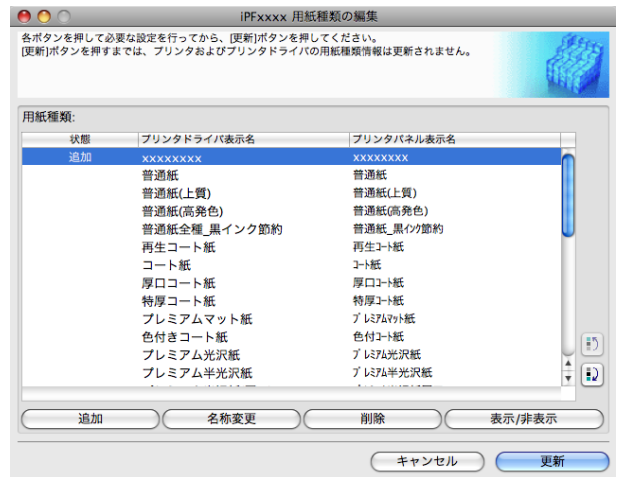 iPFxxxx 用紙種類の編集
各ボタンを押して必要な設定を行ってから、[更新]ボタンを押してください。
[更新]ボタンを押すまでは、プリンタおよびプリンタドライバの用紙種類情報は更新されません。
用紙種類:
状態 プリンタドライバ表示名 プリンタパネル表示名
追加 xxxxxxxx xxxxxxxx
普通紙 普通紙
普通紙(上質) 普通紙(上質)
普通紙(高発色) 普通紙(高発色)
普通紙全種_黒インク節約 普通紙_黒ｲﾝｸ節約
再生コート紙 再生ｺｰﾄ紙
コート紙 ｺｰﾄ紙
厚口コート紙 厚口ｺｰﾄ紙
特厚コート紙 特厚ｺｰﾄ紙
プレミアムマット紙 ﾌﾟﾚﾐｱﾑﾏｯﾄ紙
色付きコート紙 色付ｺｰﾄ紙
プレミアム光沢紙 ﾌﾟﾚﾐｱﾑ光沢紙
プレミアム半光沢紙 ﾌﾟﾚﾐｱﾑ半光沢紙
追加 名称変更 削除 表示/非表示
キャンセル 更新